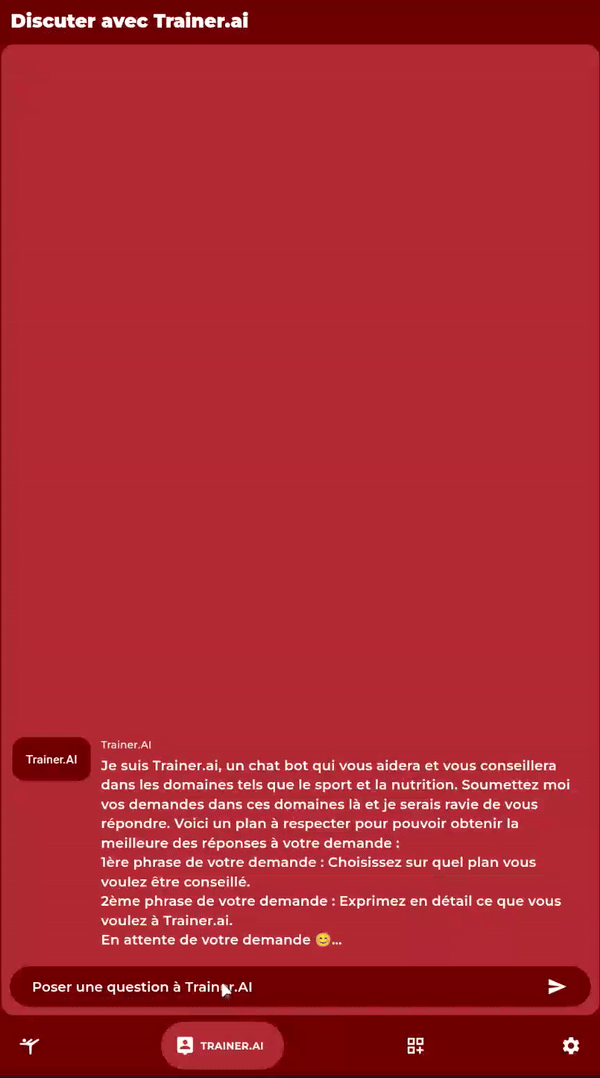 Discuter avec Trainer.ai
Trainer.AI
Trainer.AI
Je suis Trainer.ai, un chat bot qui vous aidera et vous conseillera
dans les domaines tels que le sport et la nutrition. Soumettez moi
vos demandes dans ces domaines là et je serais ravie de vous
répondre. Voici un plan à respecter pour pouvoir obtenir la
meilleure des réponses à votre demande :
1ère phrase de votre demande : Choisissez sur quel plan vous
voulez être conseillé.
2ème phrase de votre demande : Exprimez en détail ce que vous
voulez à Trainer.ai.
En attente de votre demande 😊...
Poser une question à Trainer.AI
TRAINER.AI